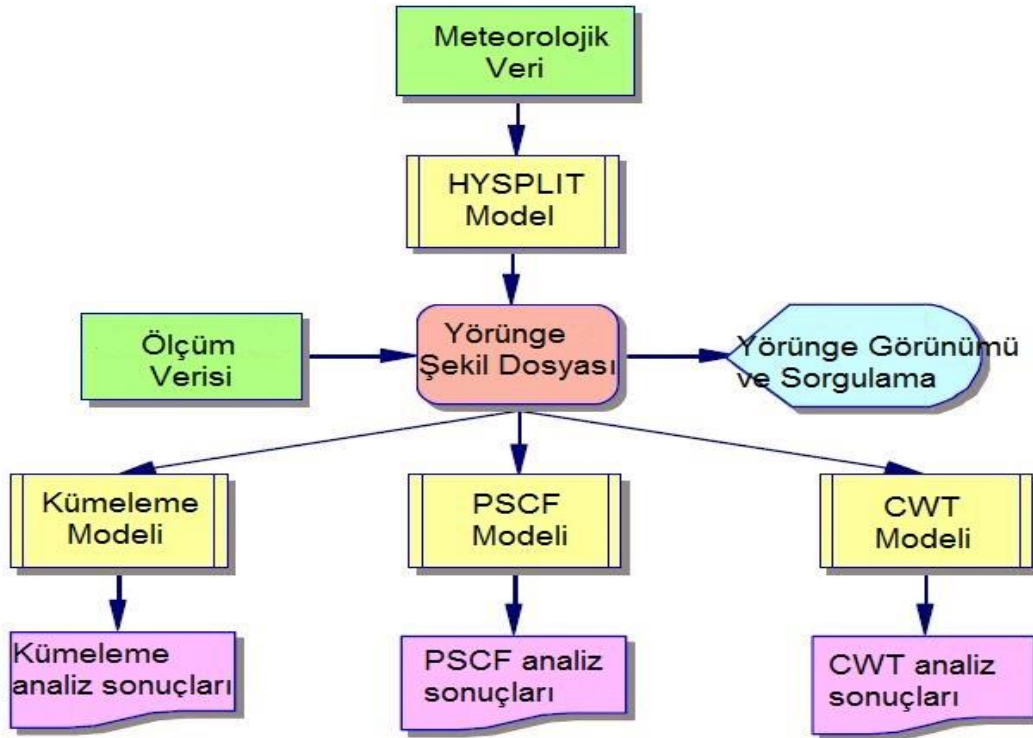 Meteorolojik
Veri
HYSPLIT
Model
Ölçüm
Verisi
Yörünge
Şekil Dosyası
Yörünge Görünümü
ve Sorgulama
Kümeleme
Modeli
PSCF
Modeli
CWT
Modeli
Kümeleme
analiz sonuçları
PSCF analiz
sonuçları
CWT analiz
sonuçları